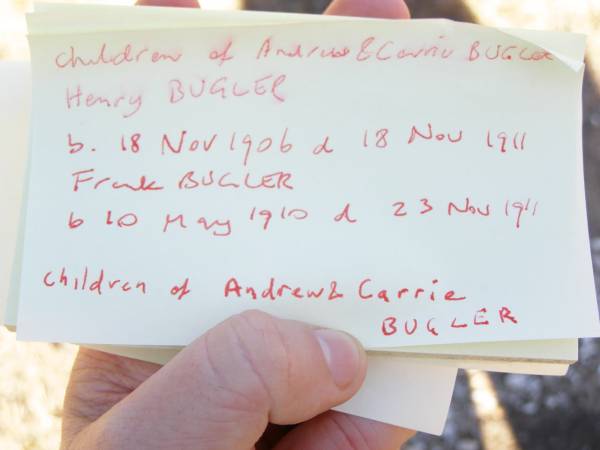 Children of Andrew & Carrie BUGLER
Henry BUGLER
b. 18 Nov 1906 d 18 Nov 1911
Frank BUGLER
b 10 May 1910 d 23 Nov 1911
Children of Andrew & Carrie
BUGLER